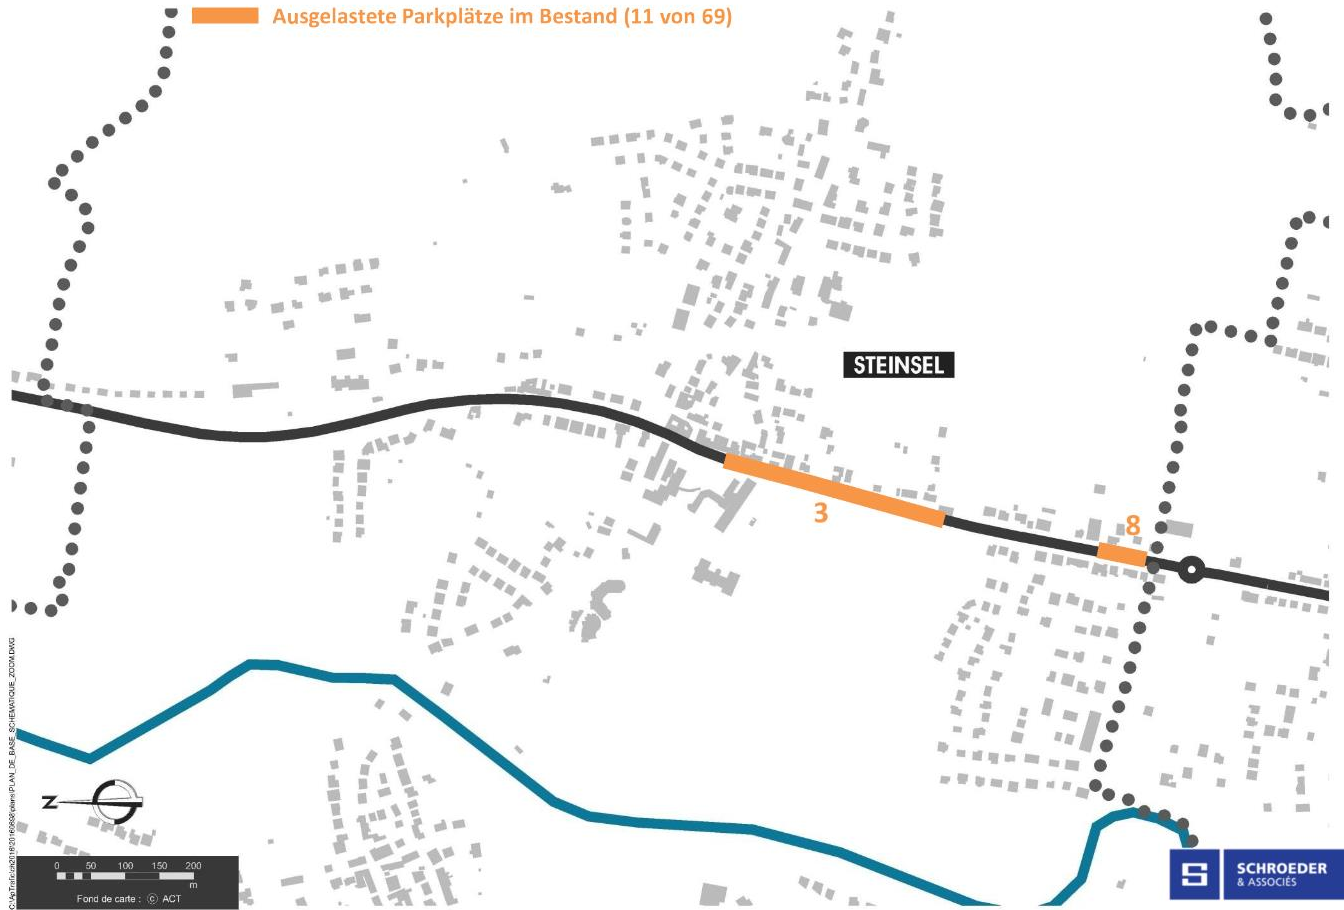 Ausgelastete Parkplätze im Bestand (11 von 69)
STEINSEL
3
8
Z
0 50 100 150 200
m
Fond de carte : © ACT
SCHROEDER
& ASSOCIÉS